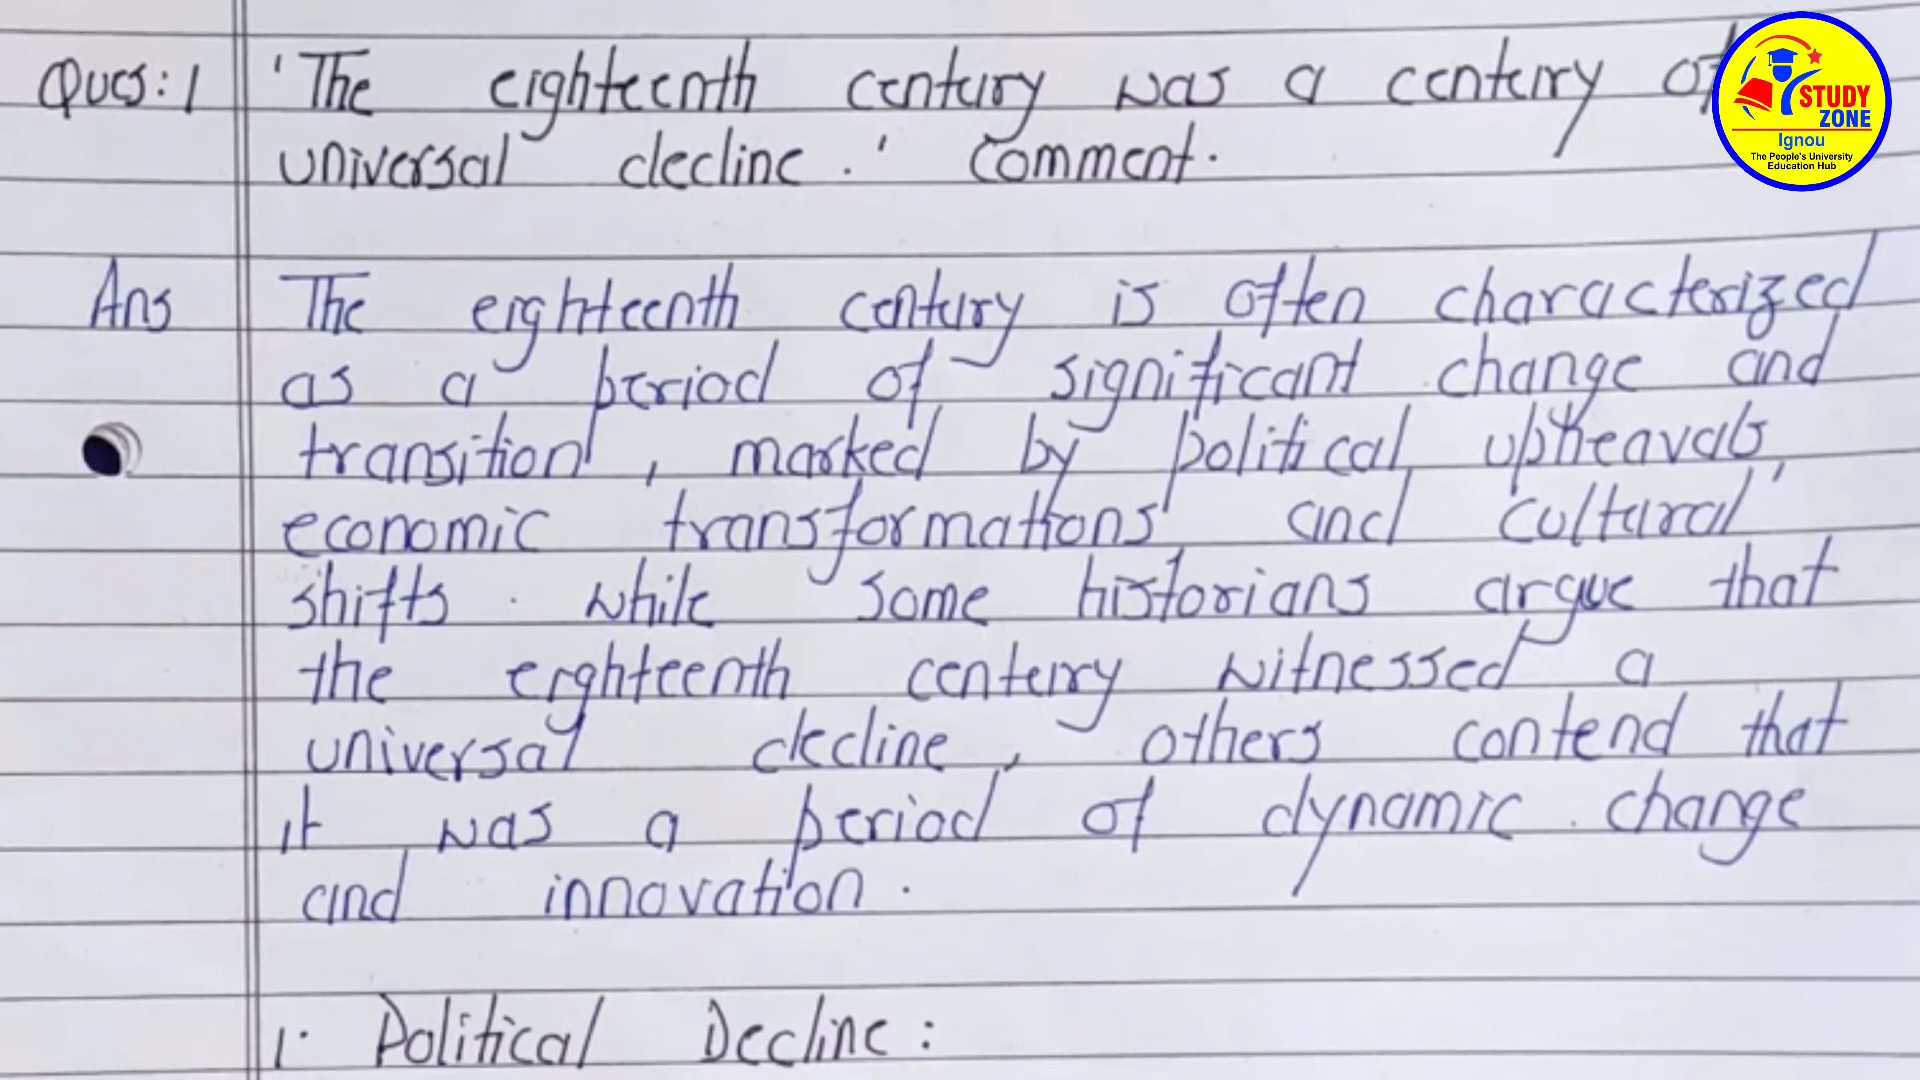 Ques: 1 'The eighteenth century was a century of
universal decline.' Comment.
STUDY
ZONE
Ignou
The People's University
Education Hub
Ans The eighteenth century is often characterized
as a period of significant change and
transition, marked by political upheavals,
economic transformations and cultural
shifts. While some historians argue that
the eighteenth century witnessed a
universal decline, others contend that
it was a period of dynamic change
and innovation.
1. Political Decline: